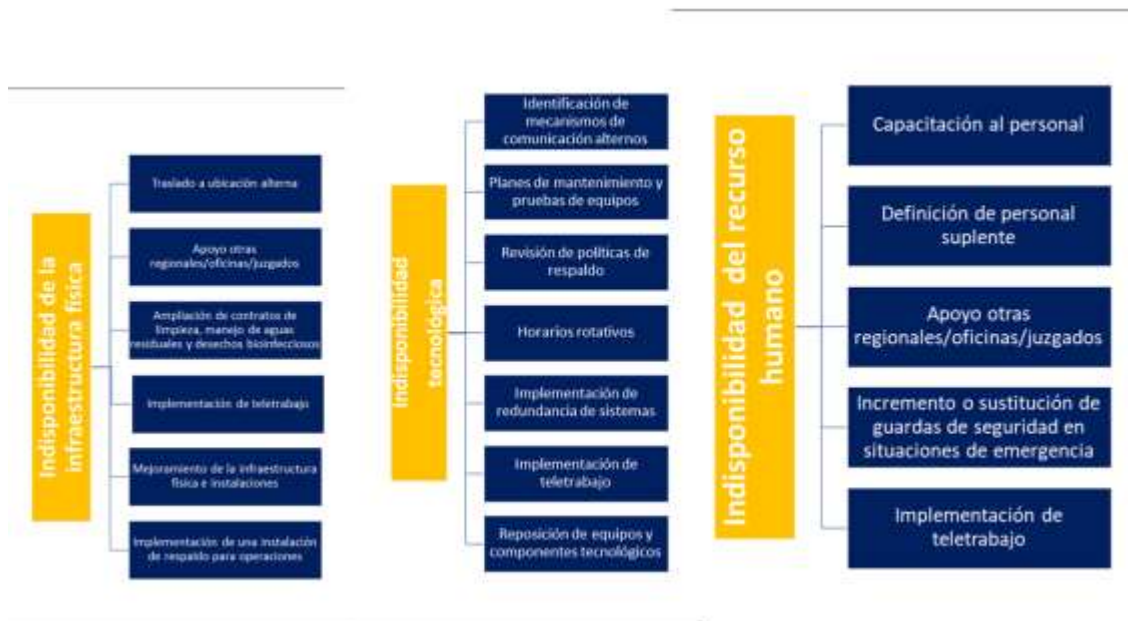 Indisponibilidad de la
infraestructura física
Traslado a ubicación alterna
Apoyo otras
regionales/oficinas/juzgados
Ampliación de contratos de
limpieza, manejo de aguas
residuales y desechos bioinfecciosos
Implementación de teletrabajo
Mejoramiento de la infraestructura
física e instalaciones
Implementación de una instalación
de respaldo para operaciones
Indisponibilidad
tecnológica
Identificación de
mecanismos de
comunicación alternos
Planes de mantenimiento y
pruebas de equipos
Revisión de políticas de
respaldo
Horarios rotativos
Implementación de
redundancia de sistemas
Implementación de
teletrabajo
Reposición de equipos y
componentes tecnológicos
Indisponibilidad del recurso
humano
Capacitación al personal
Definición de personal
suplente
Apoyo otras
regionales/oficinas/juzgados
Incremento o sustitución de
guardas de seguridad en
situaciones de emergencia
Implementación de
teletrabajo